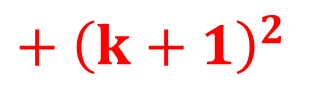 + (k + 1)²